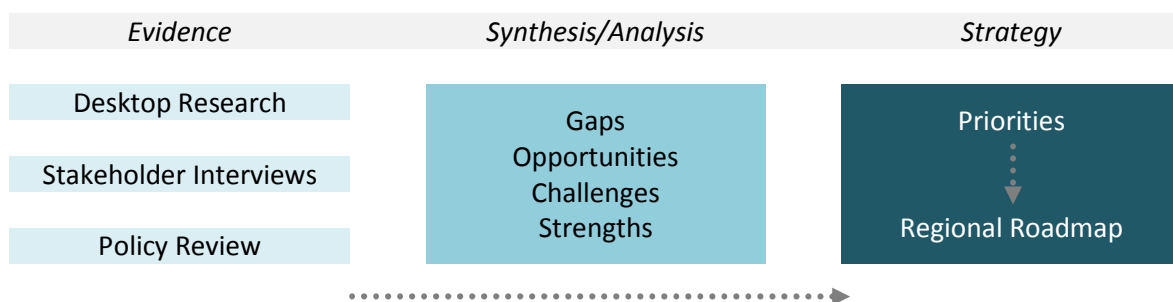 Evidence
Synthesis/Analysis
Strategy
Desktop Research
Stakeholder Interviews
Policy Review
Gaps
Opportunities
Challenges
Strengths
Priorities
Regional Roadmap